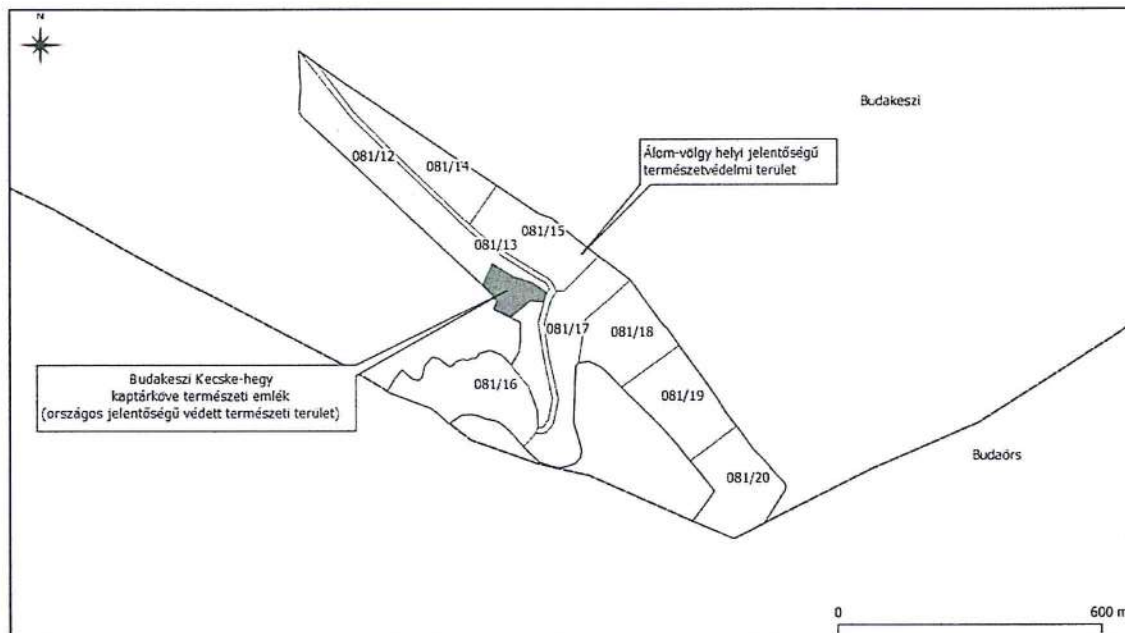 N
Budakeszi
Álom-völgy helyi jelentőségű
természetvédelmi terület
081/12
081/14
081/15
081/13
081/17
081/18
081/16
081/19
081/20
Budakeszi Kecske-hegy
kaptárköve természeti emlék
(országos jelentőségű védett természeti terület)
Budaörs
0
600 m